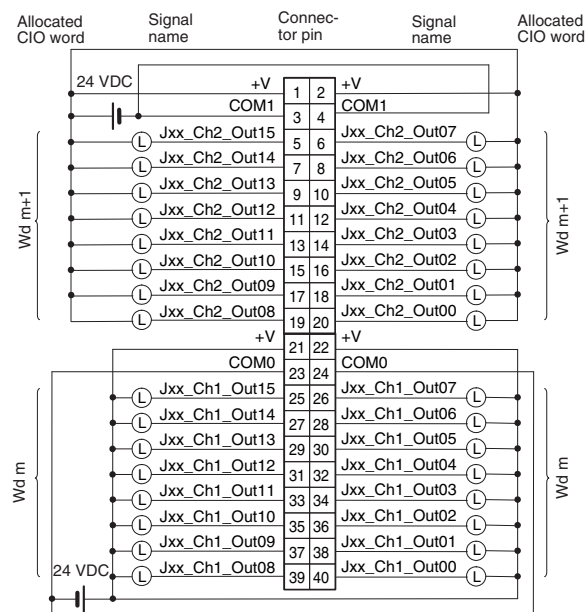 Allocated CIO word Signal name Connec-tor pin Signal name Allocated CIO word
24 VDC
+V 1 2 +V
COM1 3 4 COM1
Jxx_Ch2_Out15 5 6 Jxx_Ch2_Out07
L L
Jxx_Ch2_Out14 7 8 Jxx_Ch2_Out06
L L
Jxx_Ch2_Out13 9 10 Jxx_Ch2_Out05
L L
Jxx_Ch2_Out12 11 12 Jxx_Ch2_Out04
L L
Jxx_Ch2_Out11 13 14 Jxx_Ch2_Out03
L L
Jxx_Ch2_Out10 15 16 Jxx_Ch2_Out02
L L
Jxx_Ch2_Out09 17 18 Jxx_Ch2_Out01
L L
Jxx_Ch2_Out08 19 20 Jxx_Ch2_Out00
L L
Wd m+1
Wd m+1
+V 21 22 +V
COM0 23 24 COM0
Jxx_Ch1_Out15 25 26 Jxx_Ch1_Out07
L L
Jxx_Ch1_Out14 27 28 Jxx_Ch1_Out06
L L
Jxx_Ch1_Out13 29 30 Jxx_Ch1_Out05
L L
Jxx_Ch1_Out12 31 32 Jxx_Ch1_Out04
L L
Jxx_Ch1_Out11 33 34 Jxx_Ch1_Out03
L L
Jxx_Ch1_Out10 35 36 Jxx_Ch1_Out02
L L
Jxx_Ch1_Out09 37 38 Jxx_Ch1_Out01
L L
Jxx_Ch1_Out08 39 40 Jxx_Ch1_Out00
L L
Wd m
Wd m
24 VDC